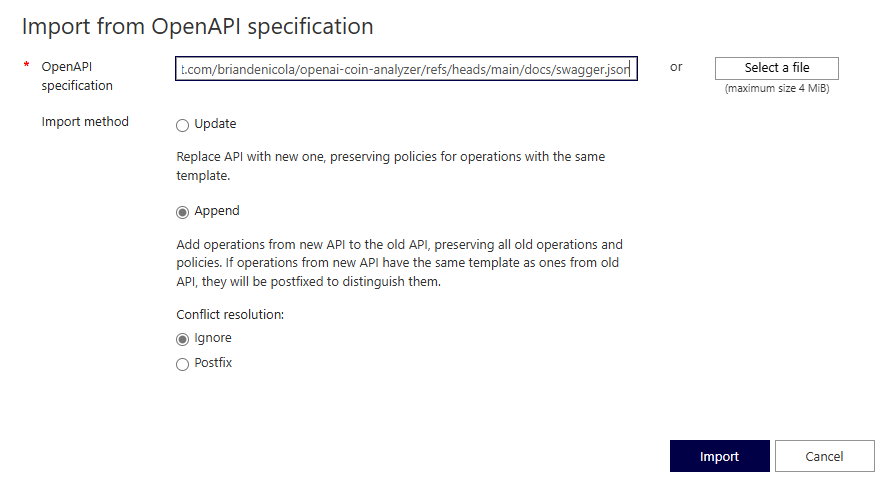 Import from OpenAPI specification
* OpenAPI specification
t.com/briandenicola/openai-coin-analyzer/refs/heads/main/docs/swagger.json
or
Select a file
(maximum size 4 MiB)
Import method
Update
Replace API with new one, preserving policies for operations with the same
template.
Append
Add operations from new API to the old API, preserving all old operations and
policies. If operations from new API have the same template as ones from old
API, they will be postfixed to distinguish them.
Conflict resolution:
Ignore
Postfix
Import
Cancel